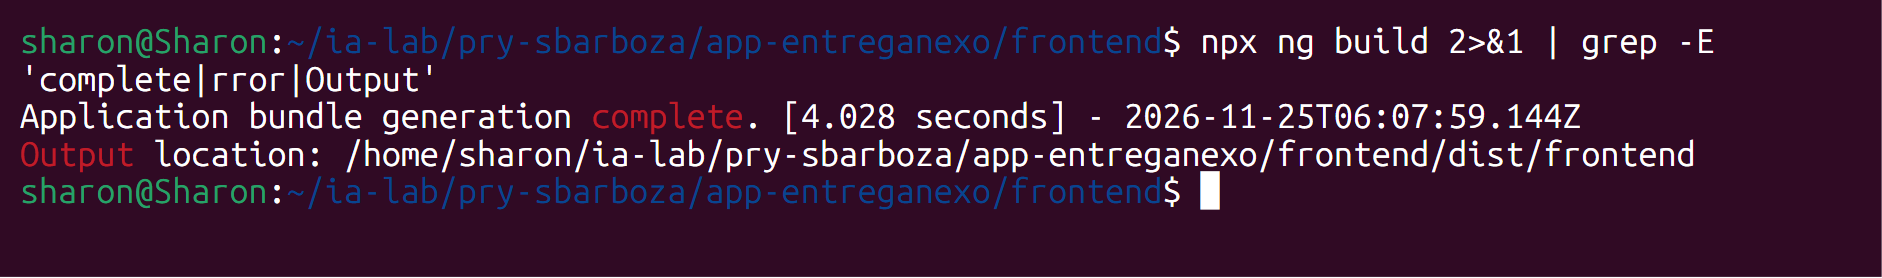 sharon@Sharon:~/ia-lab/pry-sbarboza/app-entreganexo/frontend$ npx ng build 2>&1 | grep -E
'complete|rror|Output'
Application bundle generation complete. [4.028 seconds] - 2026-11-25T06:07:59.144Z
Output location: /home/sharon/ia-lab/pry-sbarboza/app-entreganexo/frontend/dist/frontend
sharon@Sharon:~/ia-lab/pry-sbarboza/app-entreganexo/frontend$